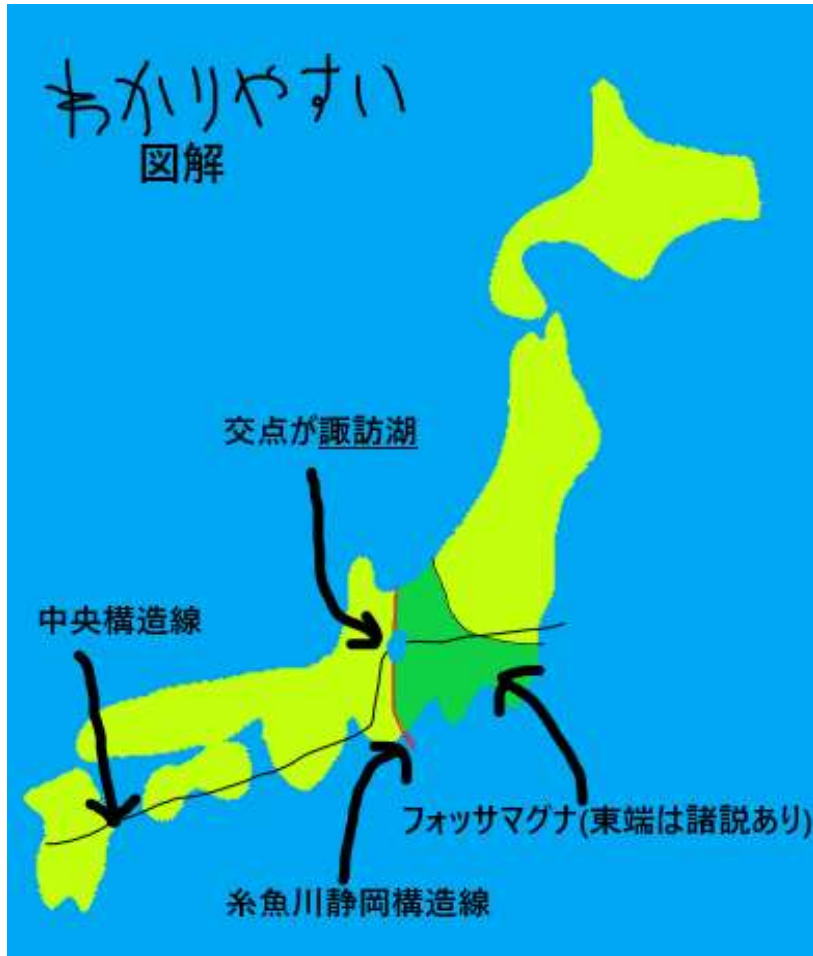 わかりやすい
図解
交点が諏訪湖
中央構造線
フォッサマグナ(東端は諸説あり)
糸魚川静岡構造線